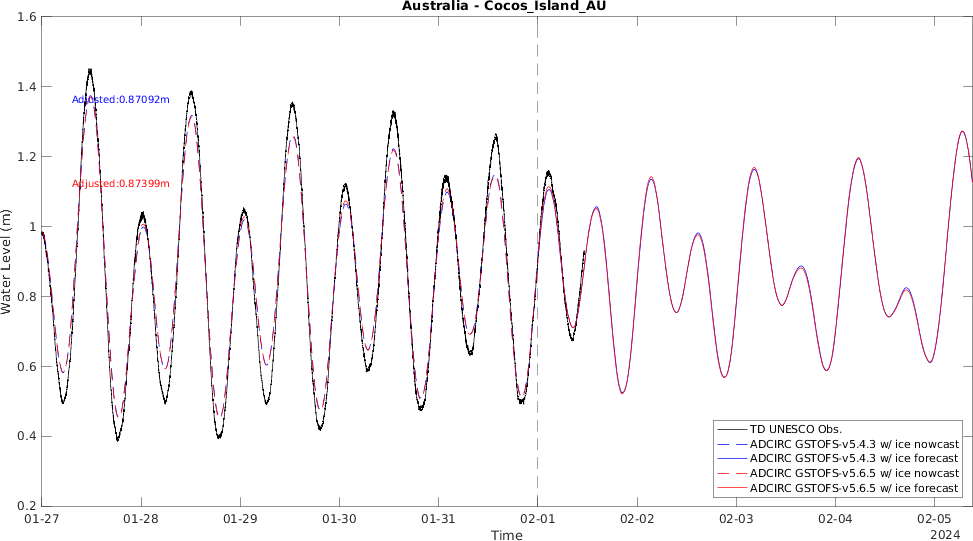 Australia - Cocos_Island_AU
1.6
1.4
1.2
1
0.8
0.6
0.4
0.2
Water Level (m)
Adjusted:0.87092m
Adjusted:0.87399m
TD UNESCO Obs.
ADCIRC GSTOFS-v5.4.3 w/ ice nowcast
ADCIRC GSTOFS-v5.4.3 w/ ice forecast
ADCIRC GSTOFS-v5.6.5 w/ ice nowcast
ADCIRC GSTOFS-v5.6.5 w/ ice forecast
01-27 01-28 01-29 01-30 01-31 02-01 02-02 02-03 02-04 02-05
Time
2024